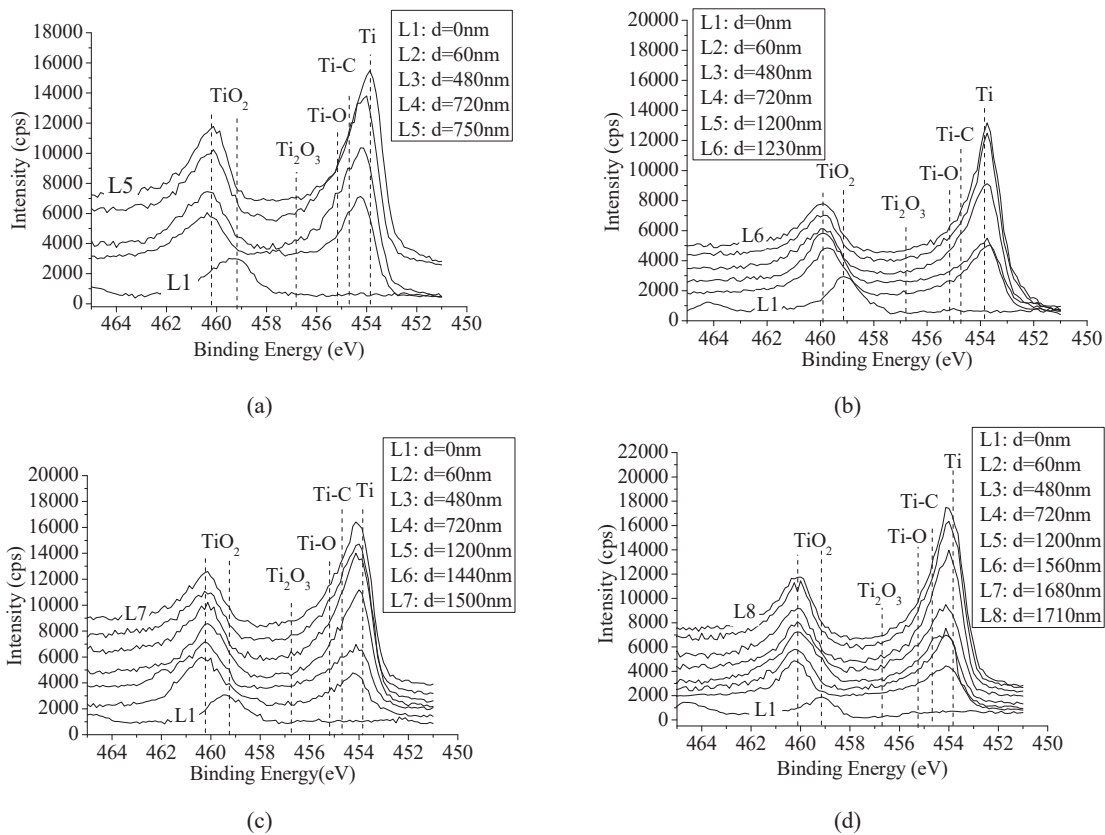 L1: d=0nm
L2: d=60nm
L3: d=480nm
L4: d=720nm
L5: d=750nm
Ti
Ti-C
TiO2
Ti-O
Ti2O3
L5
L1
18000
16000
14000
12000
10000
8000
6000
4000
2000
0
Intensity (cps)
464 462 460 458 456 454 452 450
Binding Energy (eV)
(a)
L1: d=0nm
L2: d=60nm
L3: d=480nm
L4: d=720nm
L5: d=1200nm
L6: d=1230nm
Ti
Ti-C
TiO2
Ti-O
Ti2O3
L6
L1
20000
18000
16000
14000
12000
10000
8000
6000
4000
2000
0
Intensity (cps)
464 462 460 458 456 454 452 450
Binding Energy (eV)
(b)
L1: d=0nm
L2: d=60nm
L3: d=480nm
L4: d=720nm
L5: d=1200nm
L6: d=1440nm
L7: d=1500nm
Ti-C Ti
TiO2
Ti-O
Ti2O3
L7
L1
20000
18000
16000
14000
12000
10000
8000
6000
4000
2000
0
Intensity (cps)
464 462 460 458 456 454 452 450
Binding Energy(eV)
(c)
L1: d=0nm
L2: d=60nm
L3: d=480nm
L4: d=720nm
L5: d=1200nm
L6: d=1560nm
L7: d=1680nm
L8: d=1710nm
Ti
Ti-C
TiO2
Ti-O
Ti2O3
L8
L1
22000
20000
18000
16000
14000
12000
10000
8000
6000
4000
2000
0
Intensity (cps)
464 462 460 458 456 454 452 450
Binding Energy (eV)
(d)